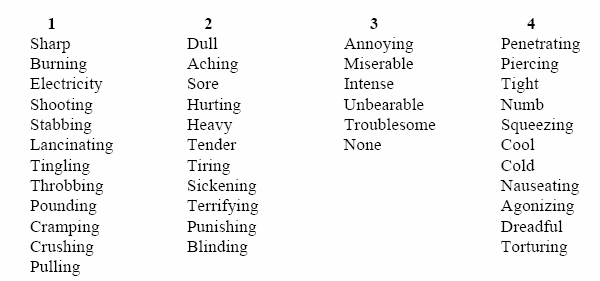 1 2 3 4
Sharp Dull Annoying Penetrating
Burning Aching Miserable Piercing
Electricity Sore Intense Tight
Shooting Hurting Unbearable Numb
Stabbing Heavy Troublesome Squeezing
Lancinating Tender None Cool
Tingling Tiring Cold
Throbbing Sickening Nauseating
Pounding Terrifying Agonizing
Cramping Punishing Dreadful
Crushing Blinding Torturing
Pulling